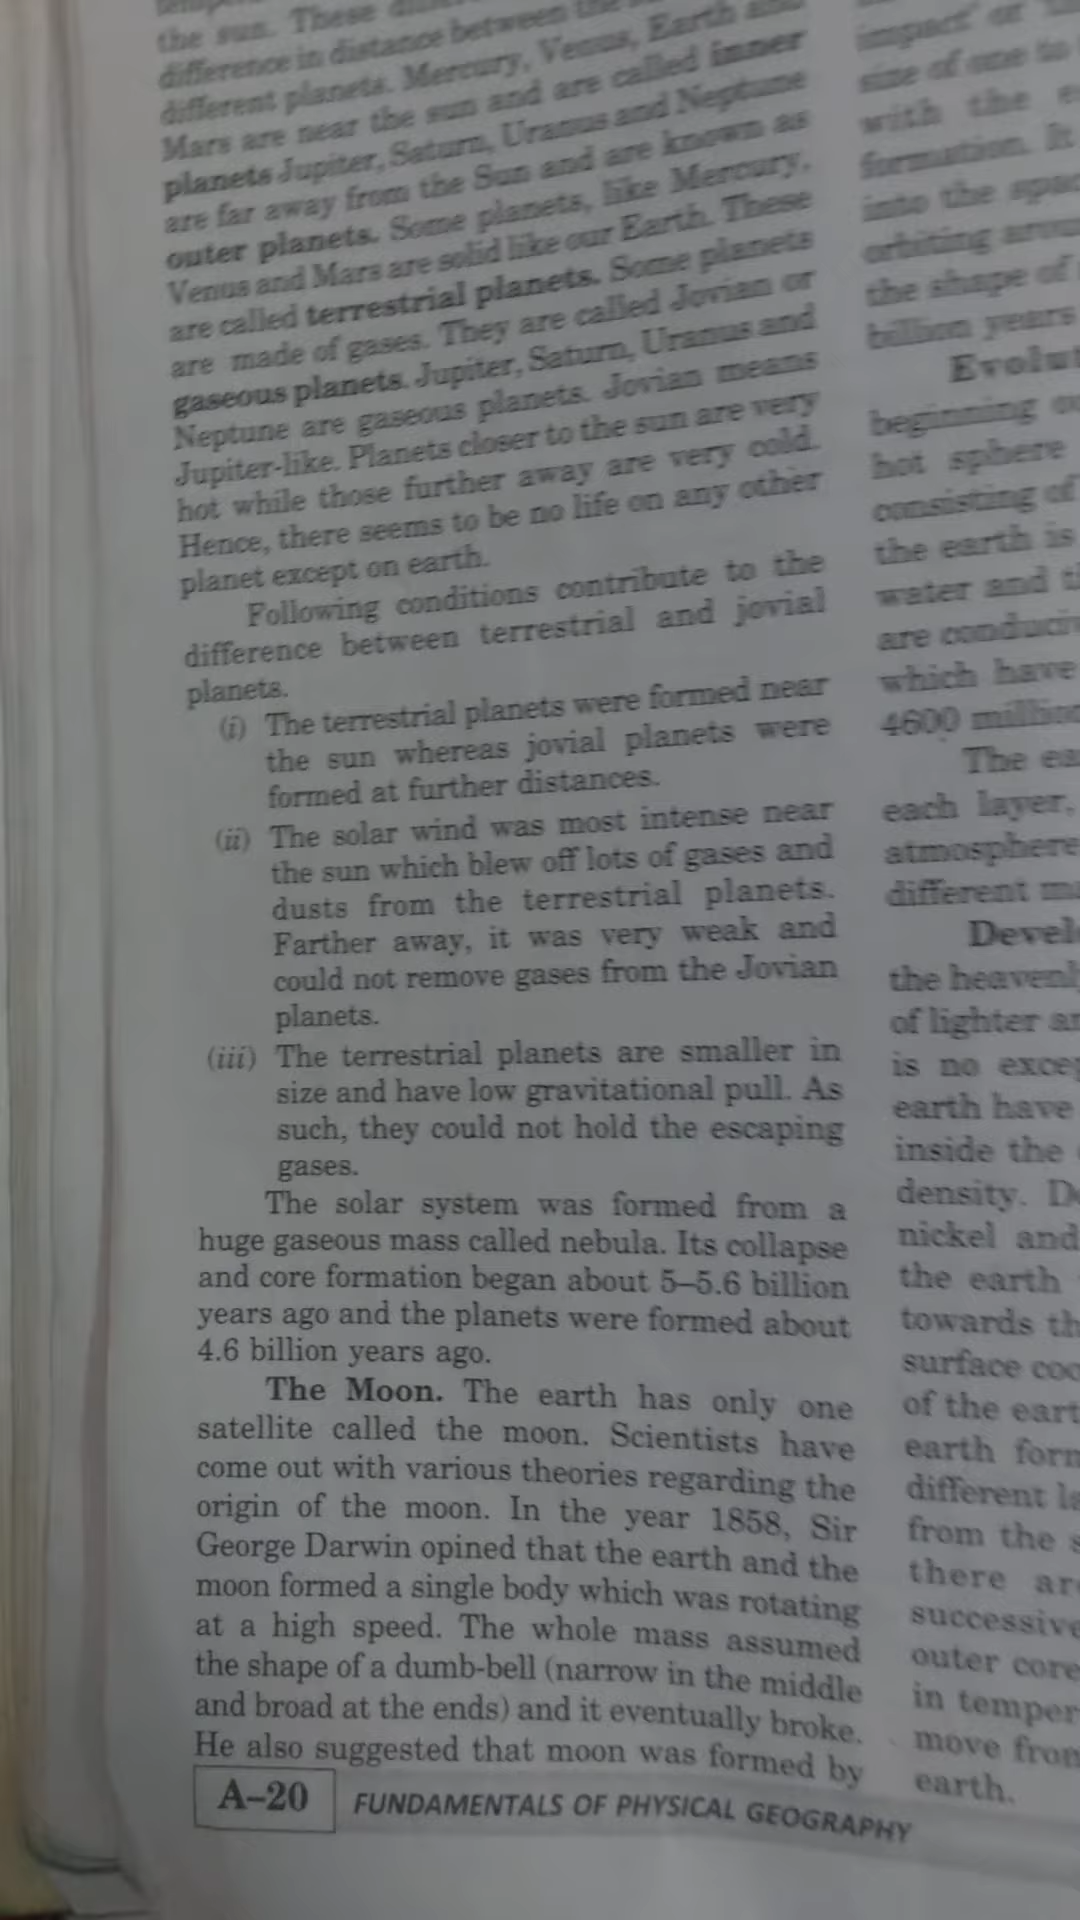 the sun. These
difference in distance between the
different planets. Mercury, Venus, Earth and
Mars are near the sun and are called inner
planets Jupiter, Saturn, Uranus and Neptune
are far away from the Sun and are known as
outer planets. Some planets, like Mercury,
Venus and Mars are solid like our Earth. These
are called terrestrial planets. Some planets
are made of gases. They are called Jovian or
gaseous planets. Jupiter, Saturn, Uranus and
Neptune are gaseous planets. Jovian means
Jupiter-like. Planets closer to the sun are very
hot while those further away are very cold.
Hence, there seems to be no life on any other
planet except on earth.
Following conditions contribute to the
difference between terrestrial and jovial
planets.
(i) The terrestrial planets were formed near
the sun whereas jovial planets were
formed at further distances.
(ii) The solar wind was most intense near
the sun which blew off lots of gases and
dusts from the terrestrial planets.
Farther away, it was very weak and
could not remove gases from the Jovian
planets.
(iii) The terrestrial planets are smaller in
size and have low gravitational pull. As
such, they could not hold the escaping
gases.
The solar system was formed from a
huge gaseous mass called nebula. Its collapse
and core formation began about 5–5.6 billion
years ago and the planets were formed about
4.6 billion years ago.
The Moon. The earth has only one
satellite called the moon. Scientists have
come out with various theories regarding the
origin of the moon. In the year 1858, Sir
George Darwin opined that the earth and the
moon formed a single body which was rotating
at a high speed. The whole mass assumed
the shape of a dumb-bell (narrow in the middle
and broad at the ends) and it eventually broke.
He also suggested that moon was formed by
impact of
size of one to
with the
formation. It
into the
orbiting
the shape of
billion years
beginning
hot sphere
consisting of
the earth is
water and
are
which have
4600
The
each layer,
atmosphere
different
the
of lighter
is no
earth have
inside the
density.
nickel and
the earth
towards
surface
of the
earth
different
from the
there
successive
outer core
in
move from
earth.
A–20 FUNDAMENTALS OF PHYSICAL GEOGRAPHY